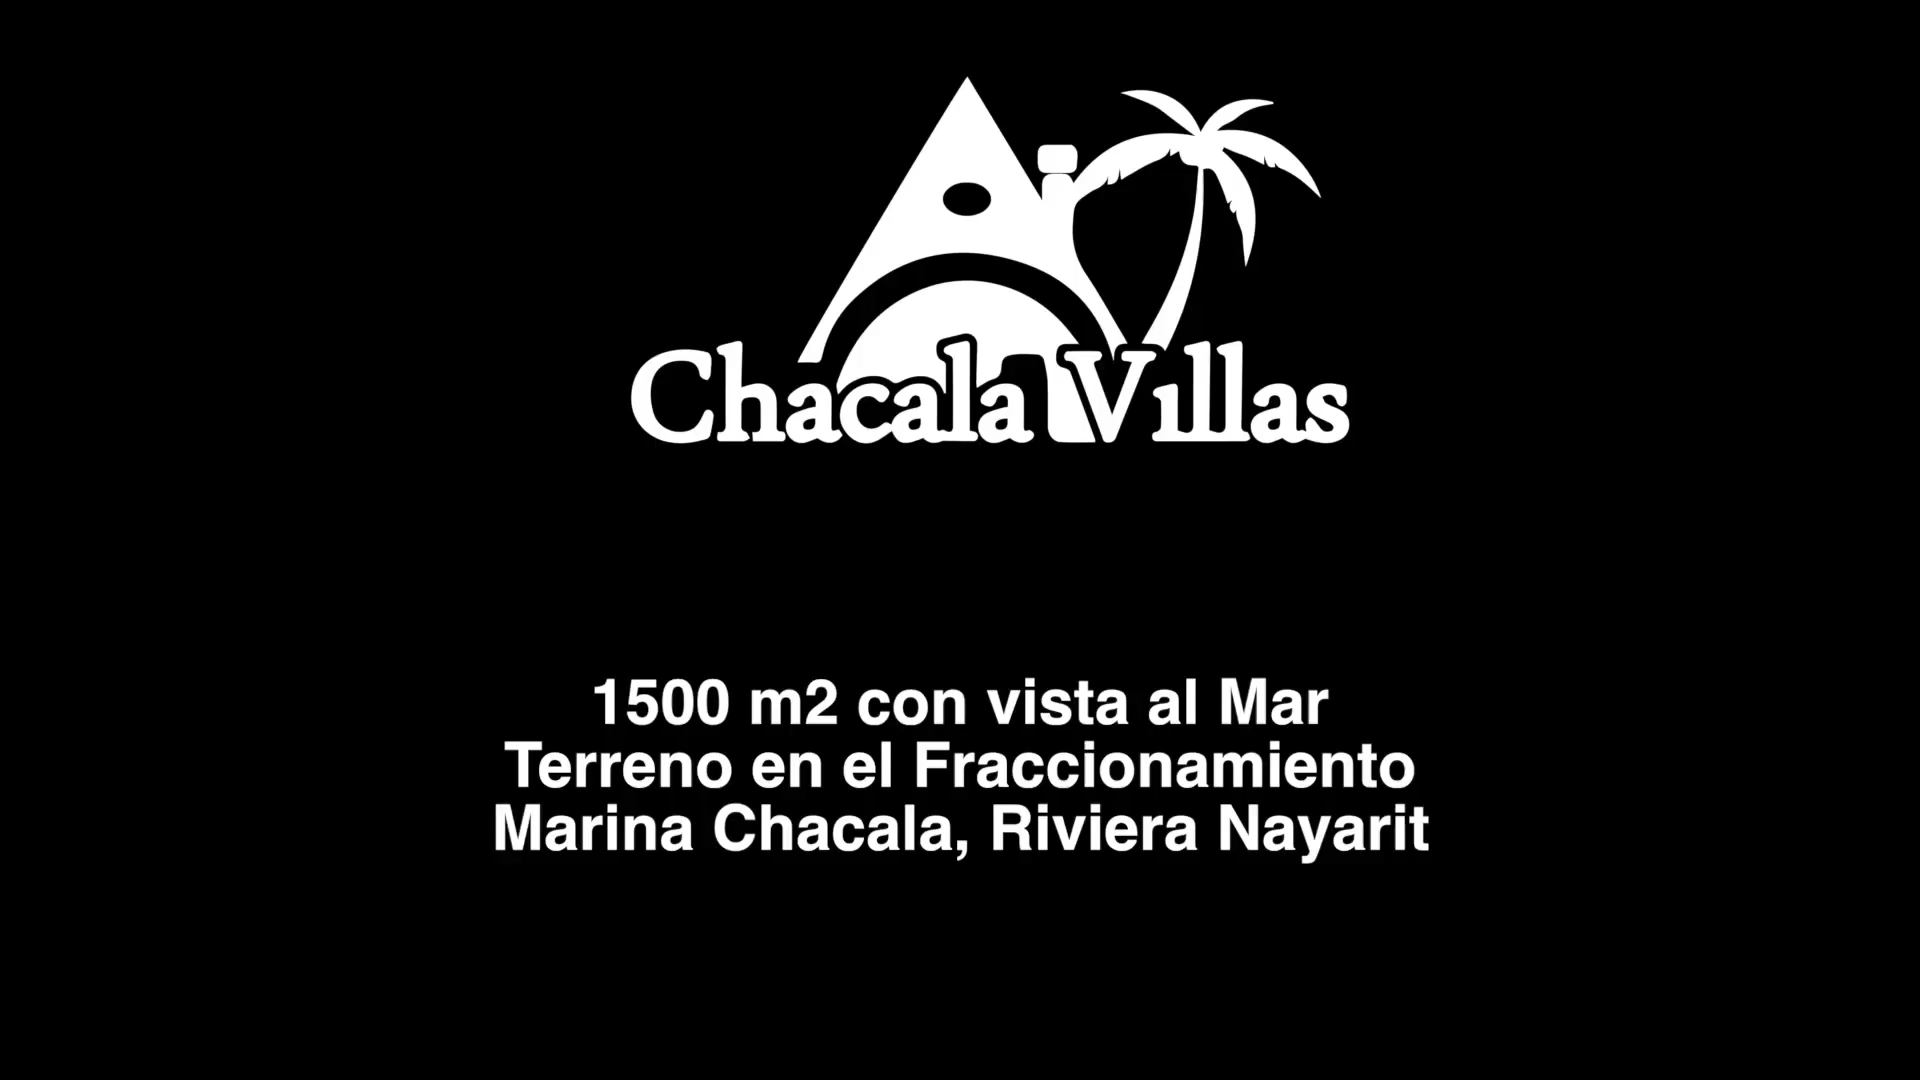 Chacala Villas
1500 m2 con vista al Mar
Terreno en el Fraccionamiento
Marina Chacala, Riviera Nayarit